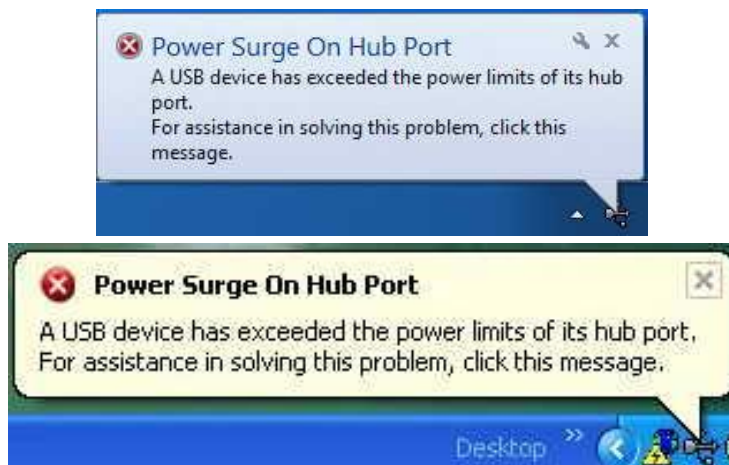 Power Surge On Hub Port
A USB device has exceeded the power limits of its hub
port.
For assistance in solving this problem, click this
message.
Power Surge On Hub Port
A USB device has exceeded the power limits of its hub port.
For assistance in solving this problem, click this message.
Desktop »